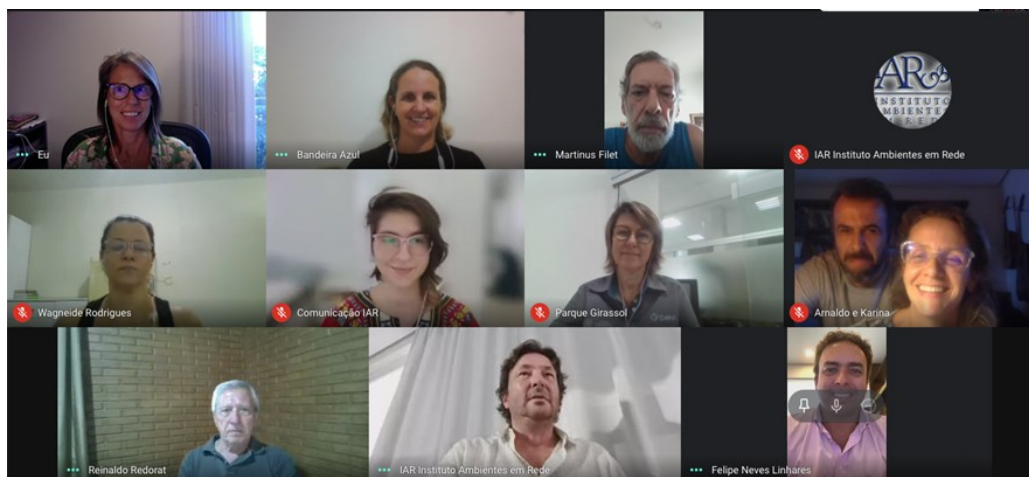 Eu
Bandeira Azul
Martinus Filet
IAR
INSTITUTO
AMBIENTES
IAR Instituto Ambientes em Rede
Wagneide Rodrigues
Comunicação IAR
Parque Girassol
Arnaldo e Karina
Reinaldo Redorat
IAR Instituto Ambientes em Rede
Felipe Neves Linhares